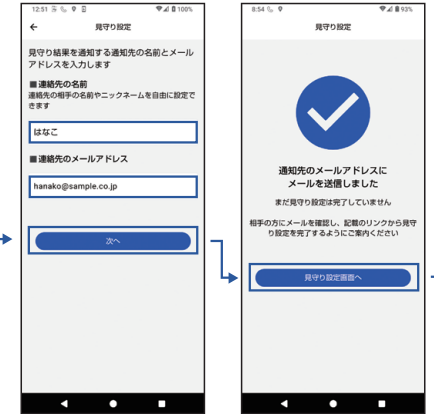 12:51
100%
見守り設定
見守り結果を通知する通知先の名前とメール
アドレスを入力します
■連絡先の名前
連絡先の相手の名前やニックネームを自由に設定で
きます
はなこ
■連絡先のメールアドレス
hanako@sample.co.jp
次へ
8:54
93%
見守り設定
通知先のメールアドレスに
メールを送信しました
まだ見守り設定は完了していません
相手の方にメールを確認し、記載のリンクから見守
り設定を完了するようにご案内ください
見守り設定画面へ